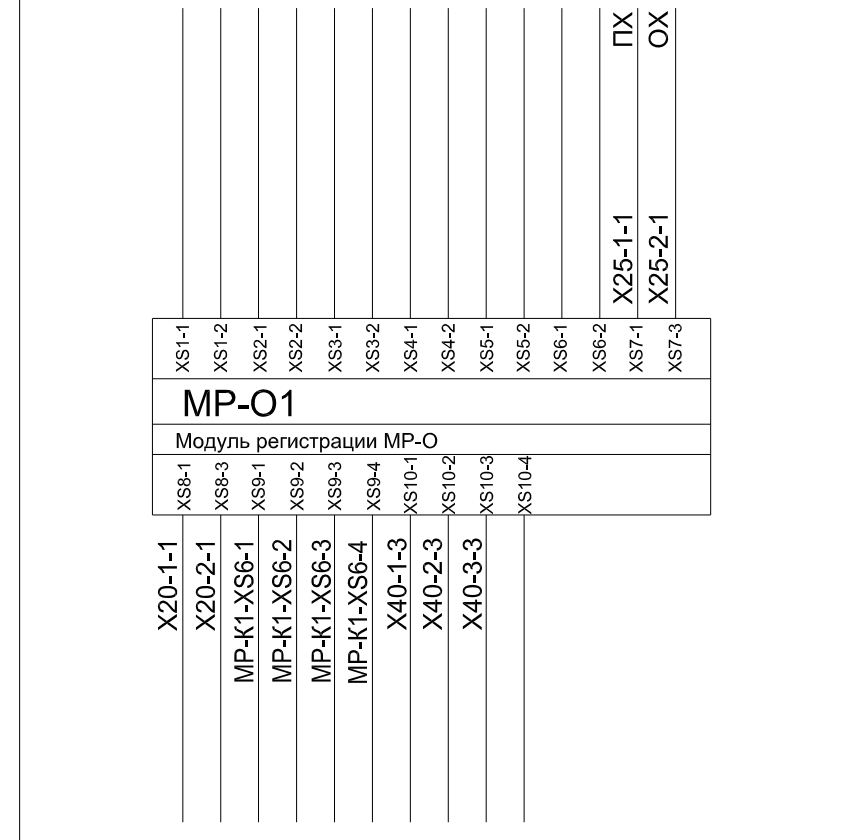 ПХ
ОХ
X25-1-1
X25-2-1
XS1-1
XS1-2
XS2-1
XS2-2
XS3-1
XS3-2
XS4-1
XS4-2
XS5-1
XS5-2
XS6-1
XS6-2
XS7-1
XS7-3
МР-О1
Модуль регистрации МР-О
XS8-1
XS8-3
XS9-1
XS9-2
XS9-3
XS9-4
XS10-1
XS10-2
XS10-3
XS10-4
X20-1-1
X20-2-1
МР-К1-XS6-1
МР-К1-XS6-2
МР-К1-XS6-3
МР-К1-XS6-4
X40-1-3
X40-2-3
X40-3-3